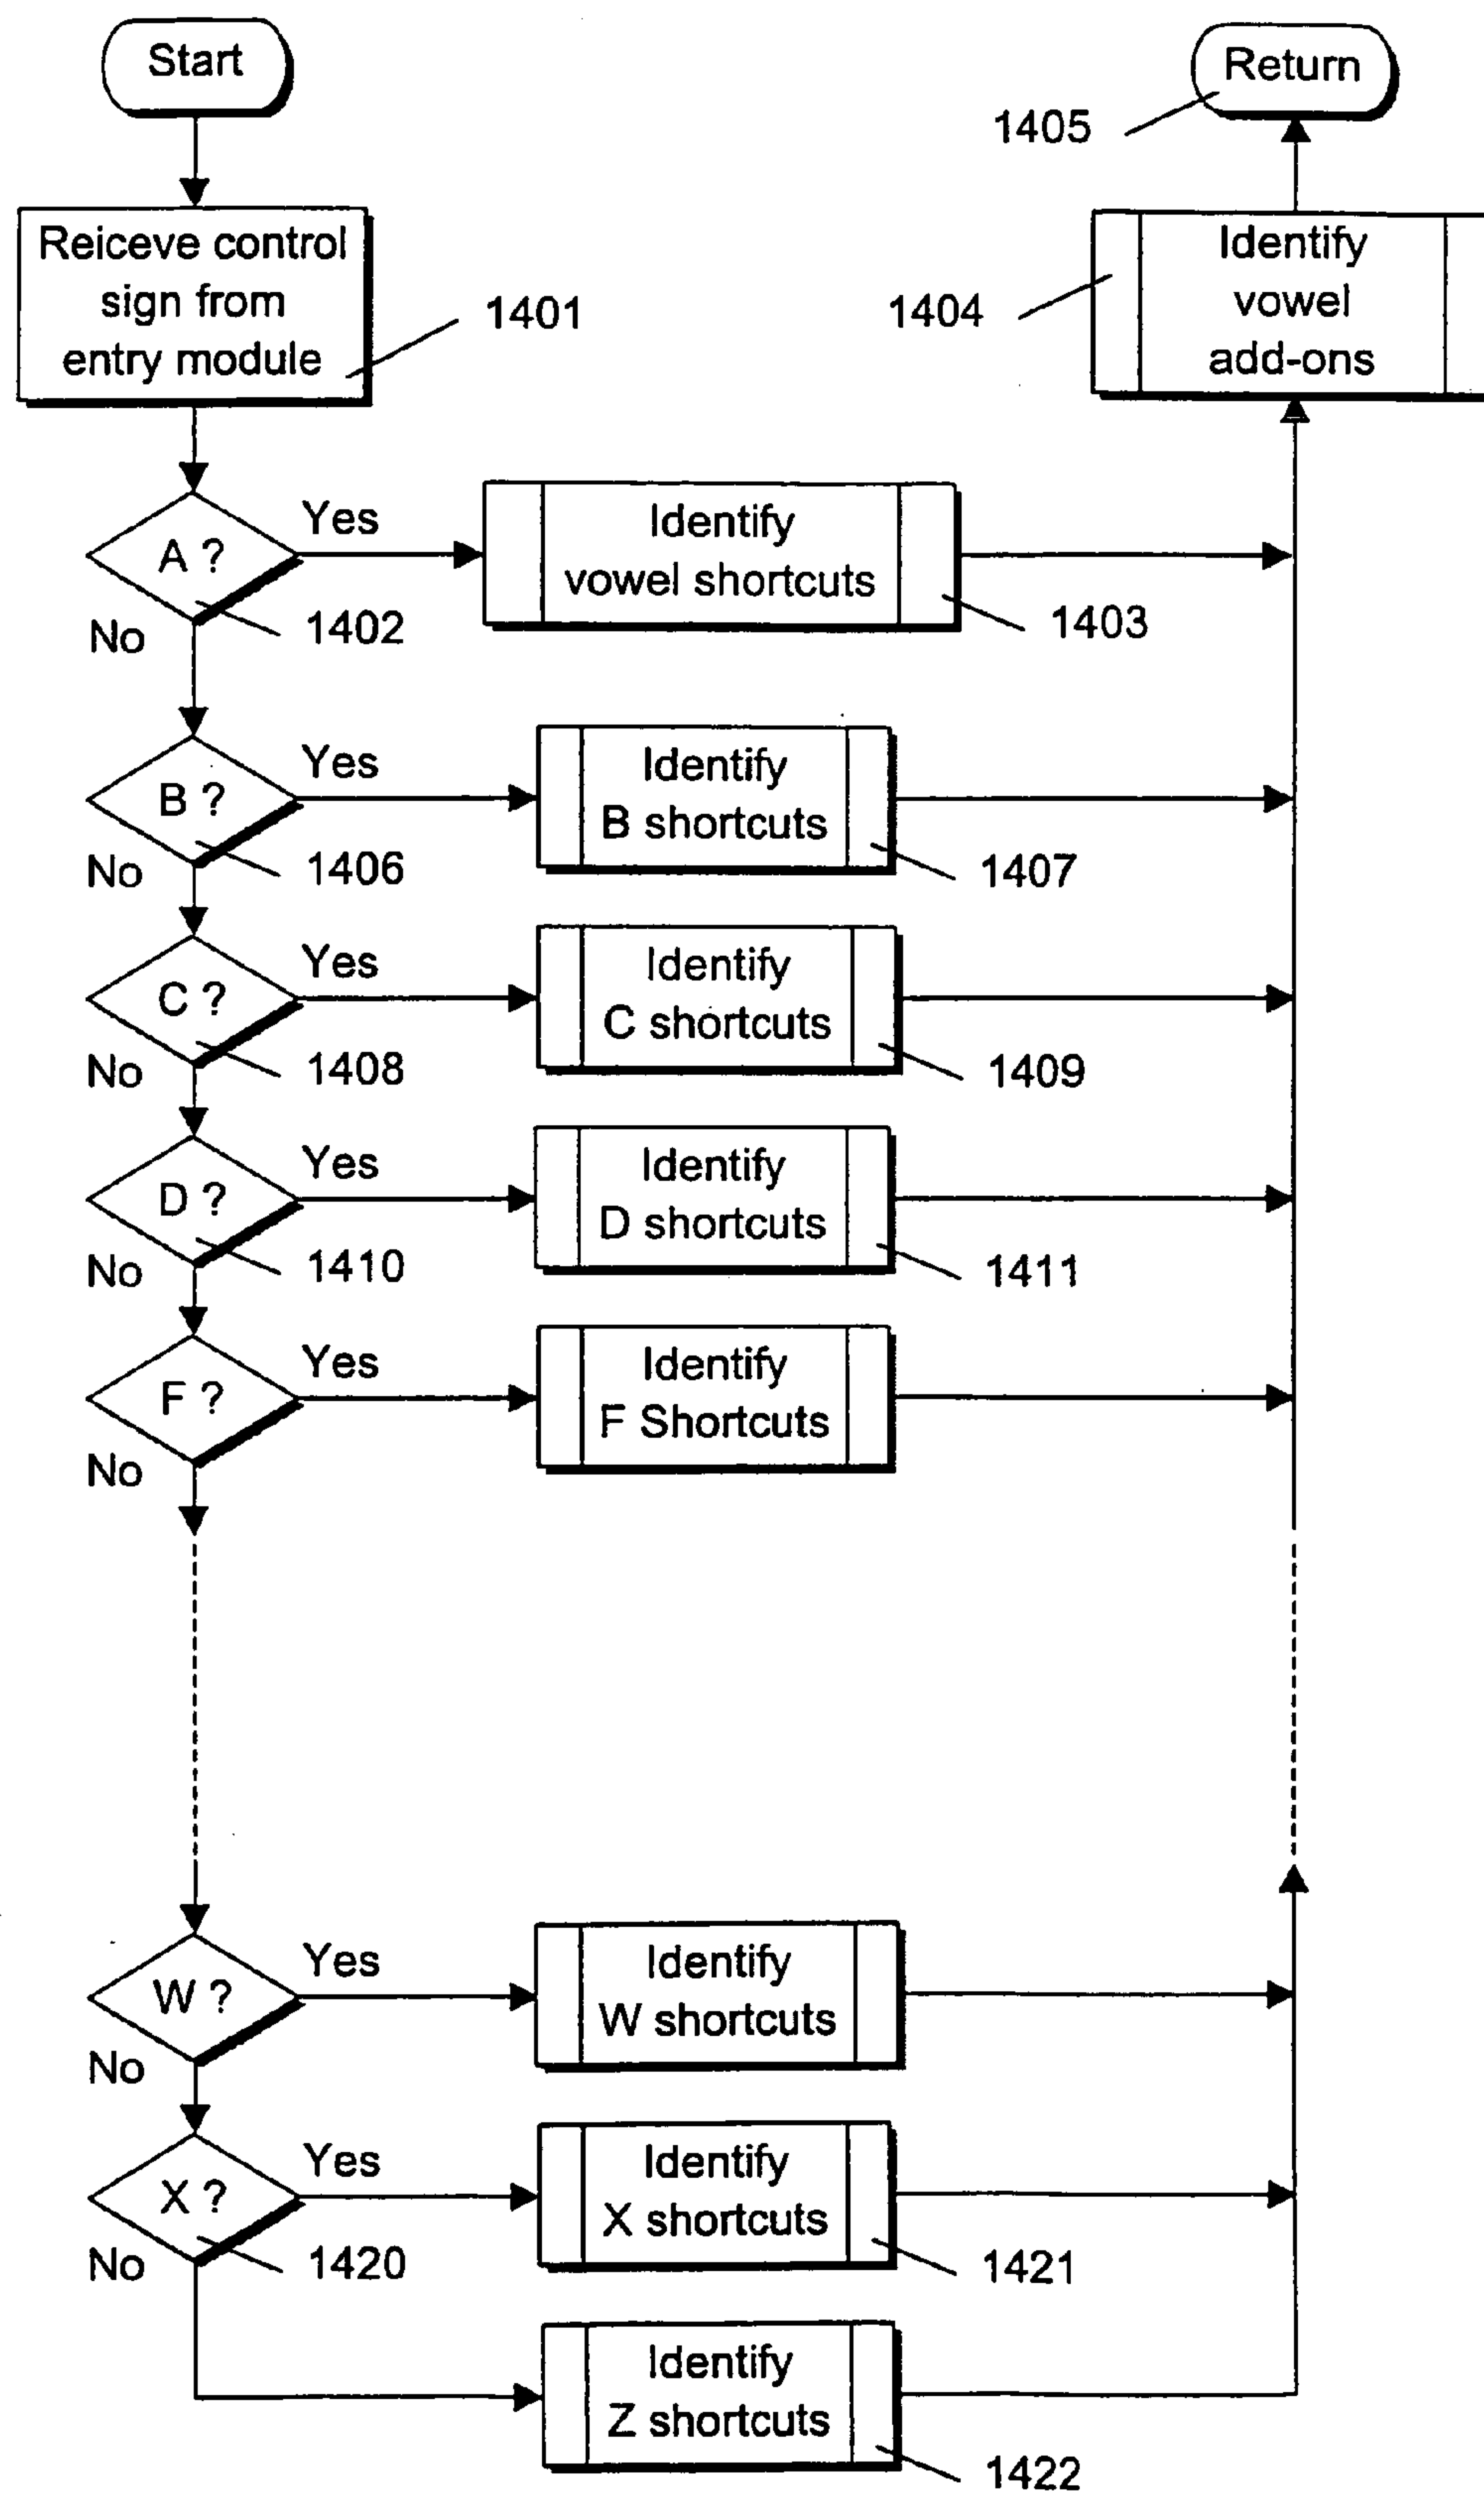 Start
Return
1405
Reiceve control
sign from
entry module
1401
1404
Identify
vowel
add-ons
A ?
Yes
No
1402
Identify
vowel shortcuts
1403
B ?
Yes
No
1406
Identify
B shortcuts
1407
C ?
Yes
No
1408
Identify
C shortcuts
1409
D ?
Yes
No
1410
Identify
D shortcuts
1411
F ?
Yes
No
Identify
F Shortcuts
W ?
Yes
No
Identify
W shortcuts
X ?
Yes
No
1420
Identify
X shortcuts
1421
Identify
Z shortcuts
1422